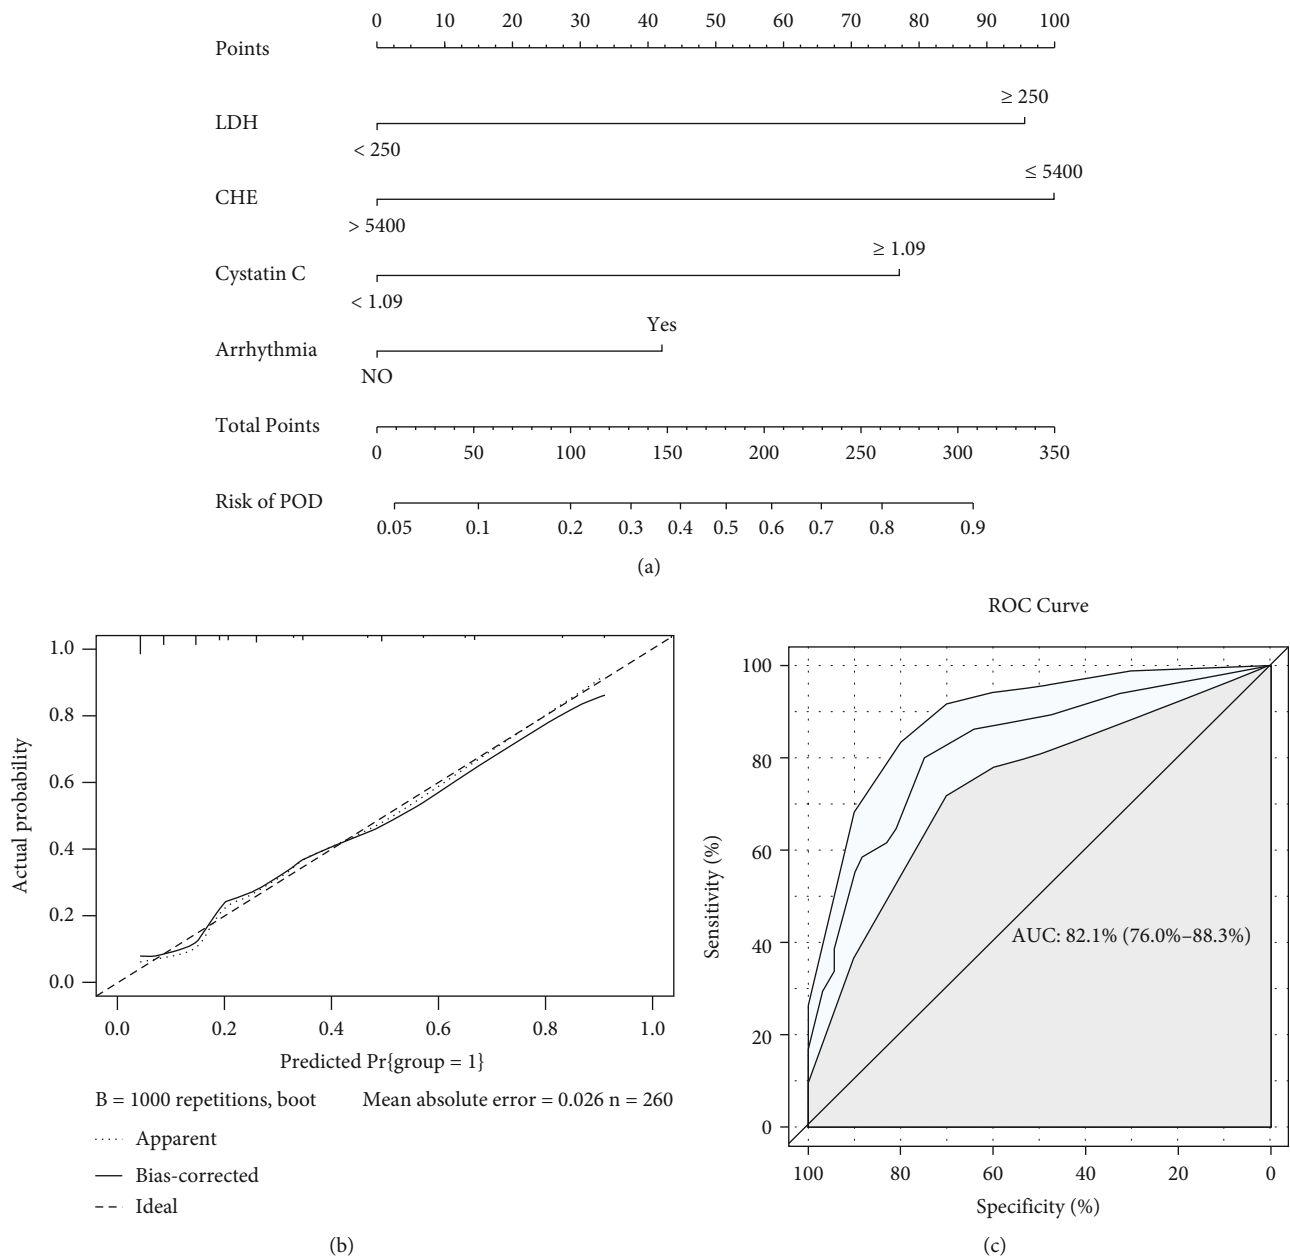 0 10 20 30 40 50 60 70 80 90 100
Points
≥ 250
LDH
< 250
≤ 5400
CHE
> 5400
≥ 1.09
Cystatin C
< 1.09
Yes
Arrhythmia
NO
Total Points
0 50 100 150 200 250 300 350
Risk of POD
0.05 0.1 0.2 0.3 0.4 0.5 0.6 0.7 0.8 0.9
(a)
1.0
0.8
0.6
0.4
0.2
0.0
Actual probability
0.0 0.2 0.4 0.6 0.8 1.0
Predicted Pr{group = 1}
B = 1000 repetitions, boot Mean absolute error = 0.026 n = 260
Apparent
Bias-corrected
Ideal
(b)
ROC Curve
100
80
60
40
20
0
Sensitivity (%)
AUC: 82.1% (76.0%–88.3%)
100 80 60 40 20 0
Specificity (%)
(c)